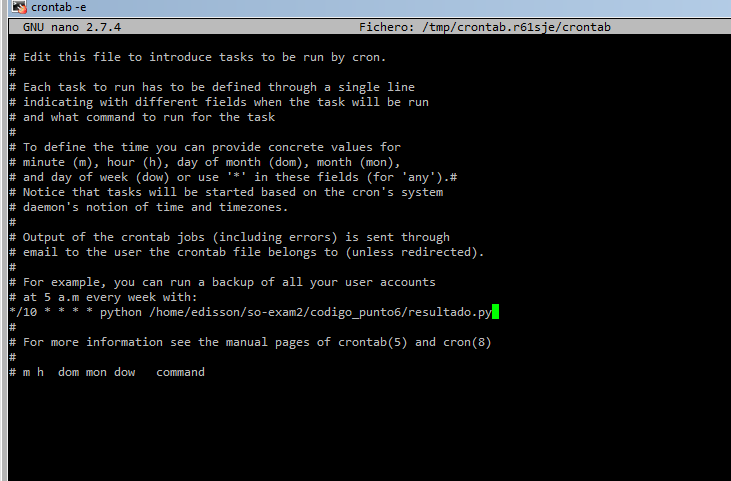 crontab -e
GNU nano 2.7.4 Fichero: /tmp/crontab.r61sje/crontab
# Edit this file to introduce tasks to be run by cron.
#
# Each task to run has to be defined through a single line
# indicating with different fields when the task will be run
# and what command to run for the task
#
# To define the time you can provide concrete values for
# minute (m), hour (h), day of month (dom), month (mon),
# and day of week (dow) or use '*' in these fields (for 'any').#
# Notice that tasks will be started based on the cron's system
# daemon's notion of time and timezones.
#
# Output of the crontab jobs (including errors) is sent through
# email to the user the crontab file belongs to (unless redirected).
#
# For example, you can run a backup of all your user accounts
# at 5 a.m every week with:
*/10 * * * * python /home/edisson/so-exam2/codigo_punto6/resultado.py
#
# For more information see the manual pages of crontab(5) and cron(8)
#
# m h  dom mon dow   command